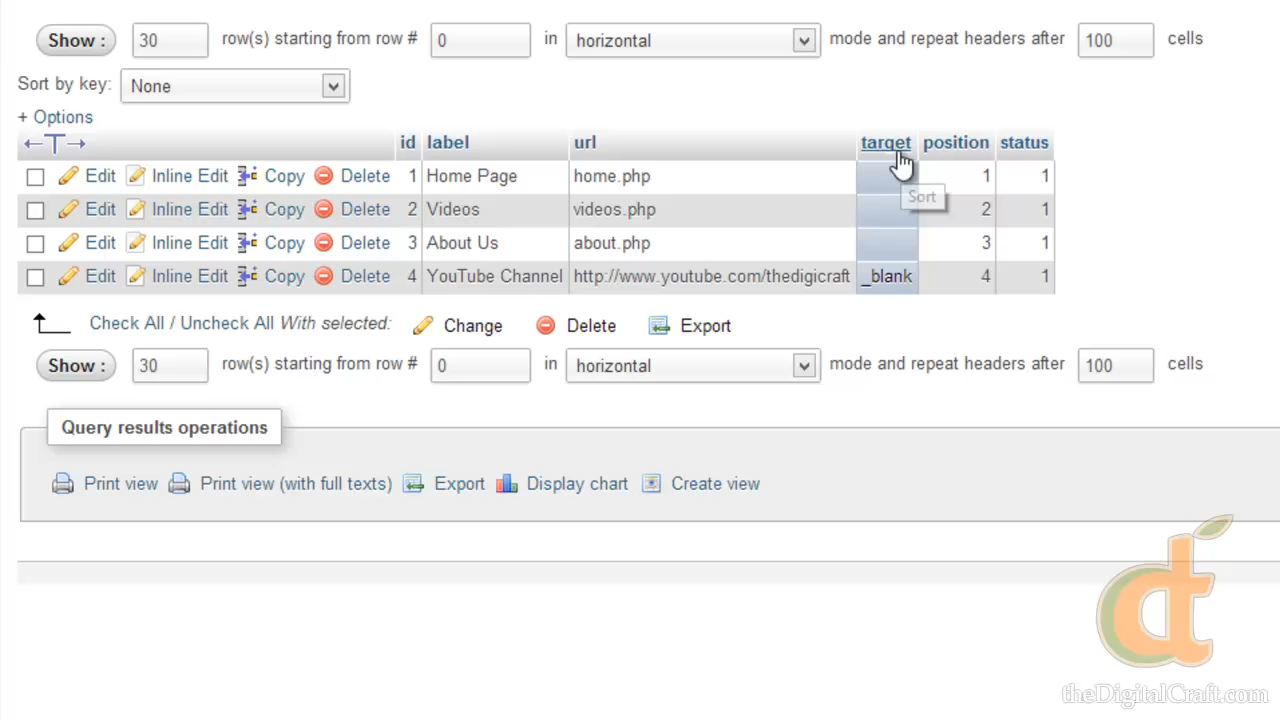 Show : 30 row(s) starting from row # 0 in horizontal mode and repeat headers after 100 cells
Sort by key: None
+ Options
id label url target position status
Edit Inline Edit Copy Delete 1 Home Page home.php 1 1
Sort
Edit Inline Edit Copy Delete 2 Videos videos.php 2 1
Edit Inline Edit Copy Delete 3 About Us about.php 3 1
Edit Inline Edit Copy Delete 4 YouTube Channel http://www.youtube.com/thedigicraft _blank 4 1
Check All / Uncheck All With selected: Change Delete Export
Show : 30 row(s) starting from row # 0 in horizontal mode and repeat headers after 100 cells
Query results operations
Print view Print view (with full texts) Export Display chart Create view
theDigitalCraft.com